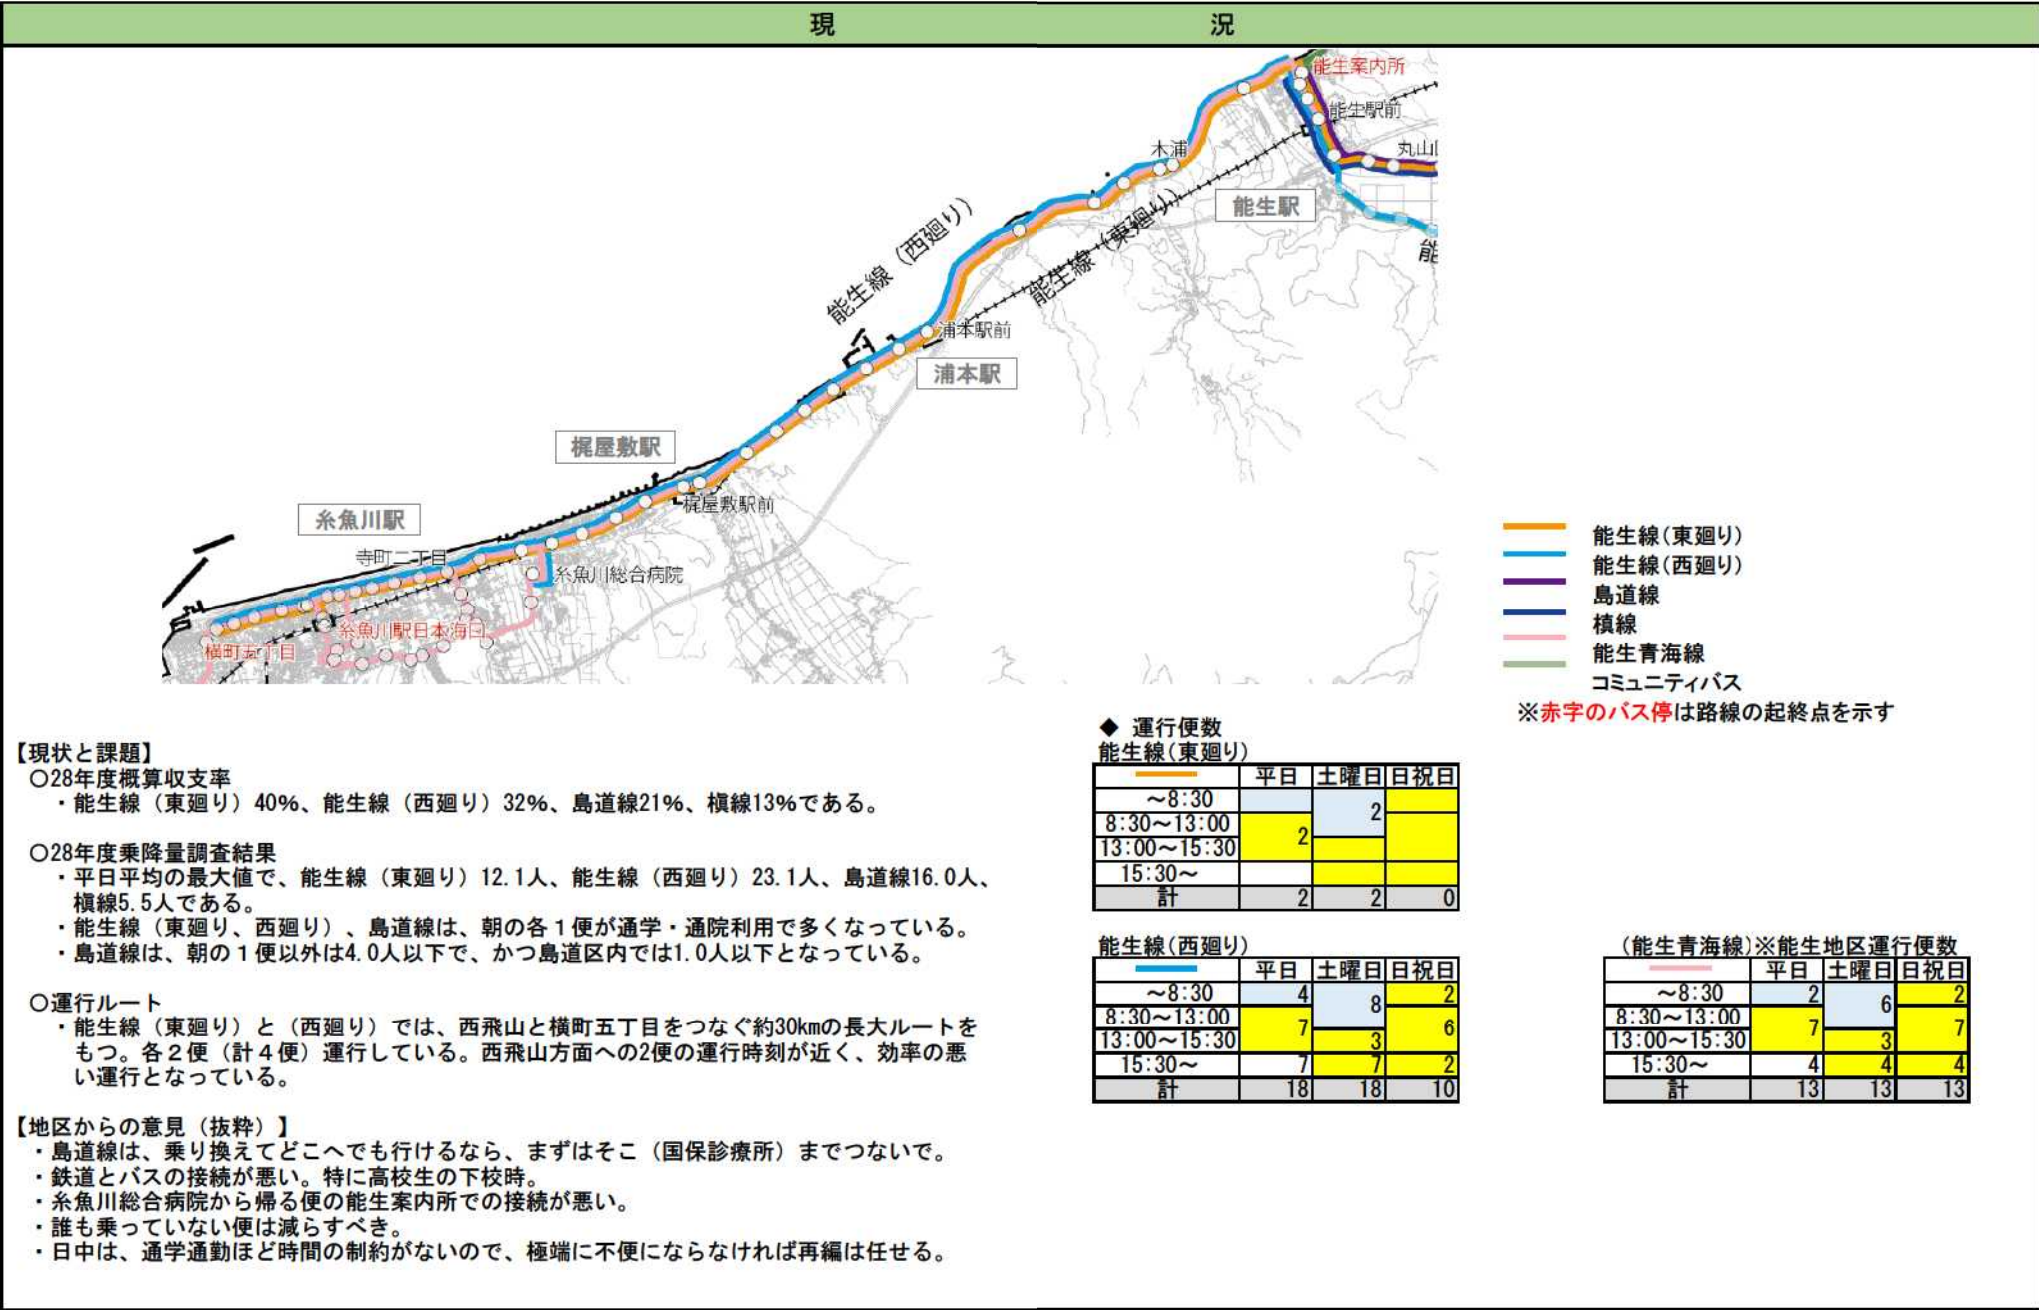 現況
能生案内所
能生駅前
木浦
丸山
能生駅
能生線（西廻り）
能生線（東廻り）
能
浦本駅前
浦本駅
梶屋敷駅
梶屋敷駅前
糸魚川駅
寺町二丁目
糸魚川総合病院
糸魚川駅日本海口
横町五丁目
能生線(東廻り)
能生線(西廻り)
島道線
槙線
能生青海線
コミュニティバス
※赤字のバス停は路線の起終点を示す
【現状と課題】
○28年度概算収支率
・能生線（東廻り）40%、能生線（西廻り）32%、島道線21%、槙線13%である。
○28年度乗降量調査結果
・平日平均の最大値で、能生線（東廻り）12.1人、能生線（西廻り）23.1人、島道線16.0人、
槙線5.5人である。
・能生線（東廻り、西廻り）、島道線は、朝の各１便が通学・通院利用で多くなっている。
・島道線は、朝の１便以外は4.0人以下で、かつ島道区内では1.0人以下となっている。
○運行ルート
・能生線（東廻り）と（西廻り）では、西飛山と横町五丁目をつなぐ約30kmの長大ルートを
もつ。各２便（計４便）運行している。西飛山方面への2便の運行時刻が近く、効率の悪
い運行となっている。
【地区からの意見（抜粋）】
・島道線は、乗り換えてどこへでも行けるなら、まずはそこ（国保診療所）までつないで。
・鉄道とバスの接続が悪い。特に高校生の下校時。
・糸魚川総合病院から帰る便の能生案内所での接続が悪い。
・誰も乗っていない便は減らすべき。
・日中は、通学通勤ほど時間の制約がないので、極端に不便にならなければ再編は任せる。
◆ 運行便数
能生線(東廻り)
平日 土曜日 日祝日
～8:30
2
8:30～13:00
2
13:00～15:30
15:30～
計 2 2 0
能生線(西廻り)
平日 土曜日 日祝日
～8:30 4 8 2
8:30～13:00 7 6
13:00～15:30 3
15:30～ 7 7 2
計 18 18 10
(能生青海線)※能生地区運行便数
平日 土曜日 日祝日
～8:30 2 6 2
8:30～13:00 7 7
13:00～15:30 3
15:30～ 4 4 4
計 13 13 13